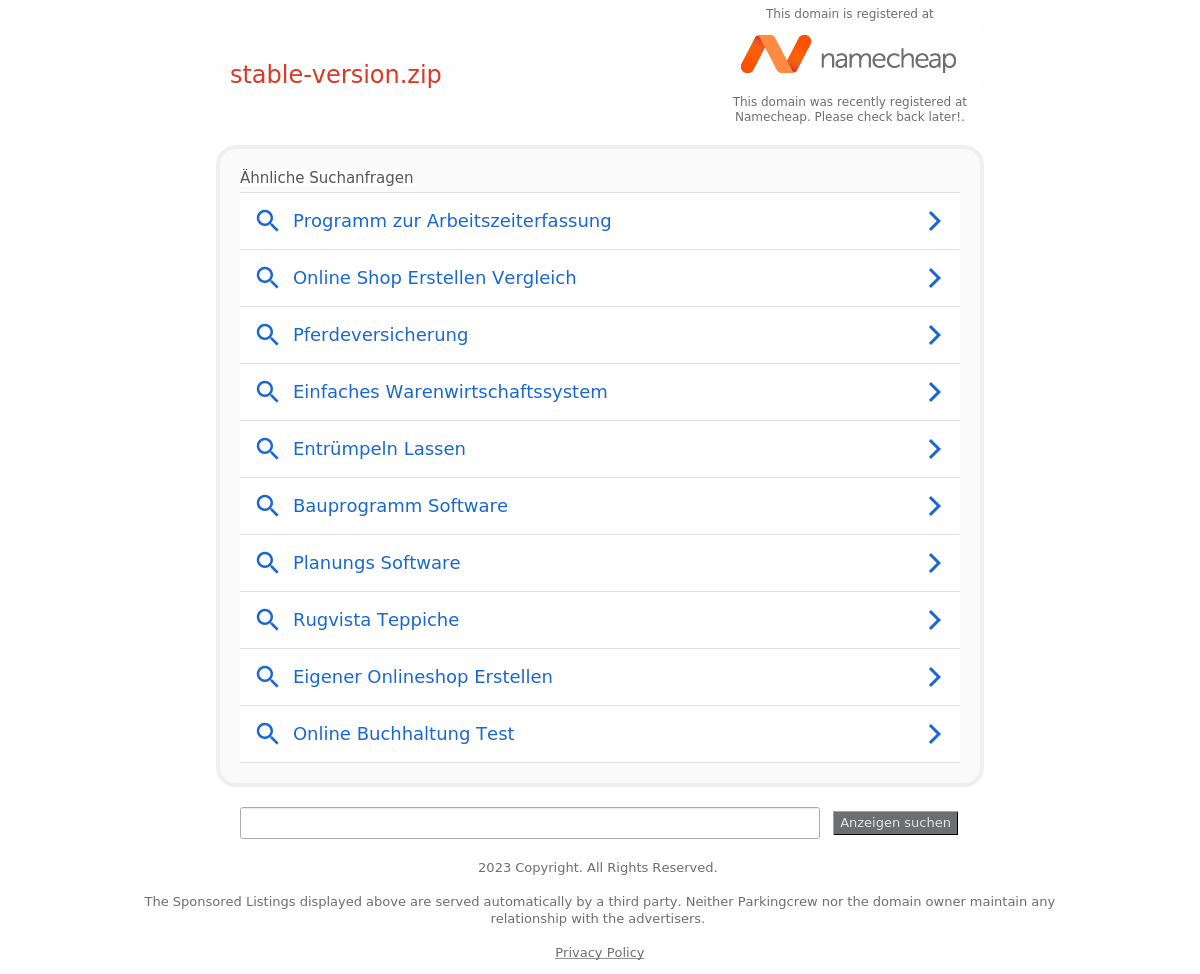 This domain is registered at
namecheap
stable-version.zip
This domain was recently registered at
Namecheap. Please check back later!.
Ähnliche Suchanfragen
Programm zur Arbeitszeiterfassung
Online Shop Erstellen Vergleich
Pferdeversicherung
Einfaches Warenwirtschaftssystem
Entrümpeln Lassen
Bauprogramm Software
Planungs Software
Rugvista Teppiche
Eigener Onlineshop Erstellen
Online Buchhaltung Test
Anzeigen suchen
2023 Copyright. All Rights Reserved.
The Sponsored Listings displayed above are served automatically by a third party. Neither Parkingcrew nor the domain owner maintain any
relationship with the advertisers.
Privacy Policy